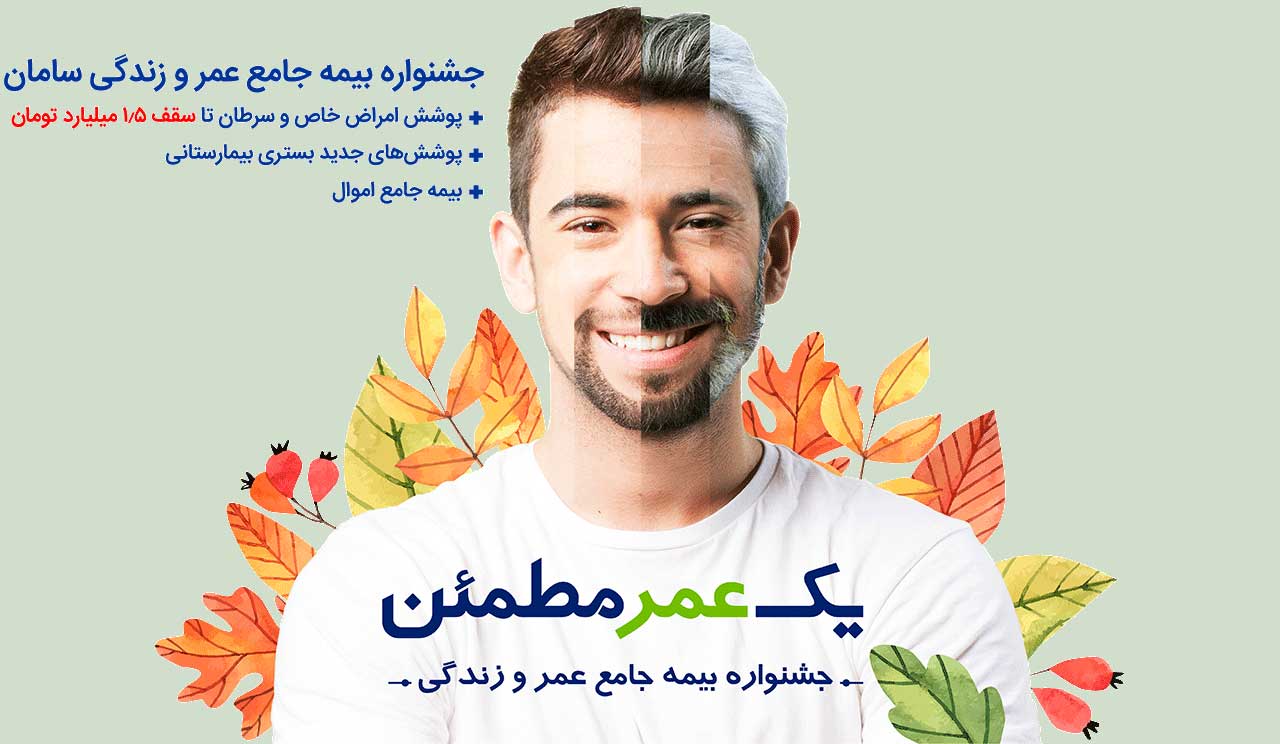 جشنواره بیمه جامع عمر و زندگی سامان
+ پوشش امراض خاص و سرطان تا سقف ۱/۵ میلیارد تومان
+ پوشش‌های جدید بستری بیمارستانی
+ بیمه جامع اموال
یک عمر مطمئن
جشنواره بیمه جامع عمر و زندگی